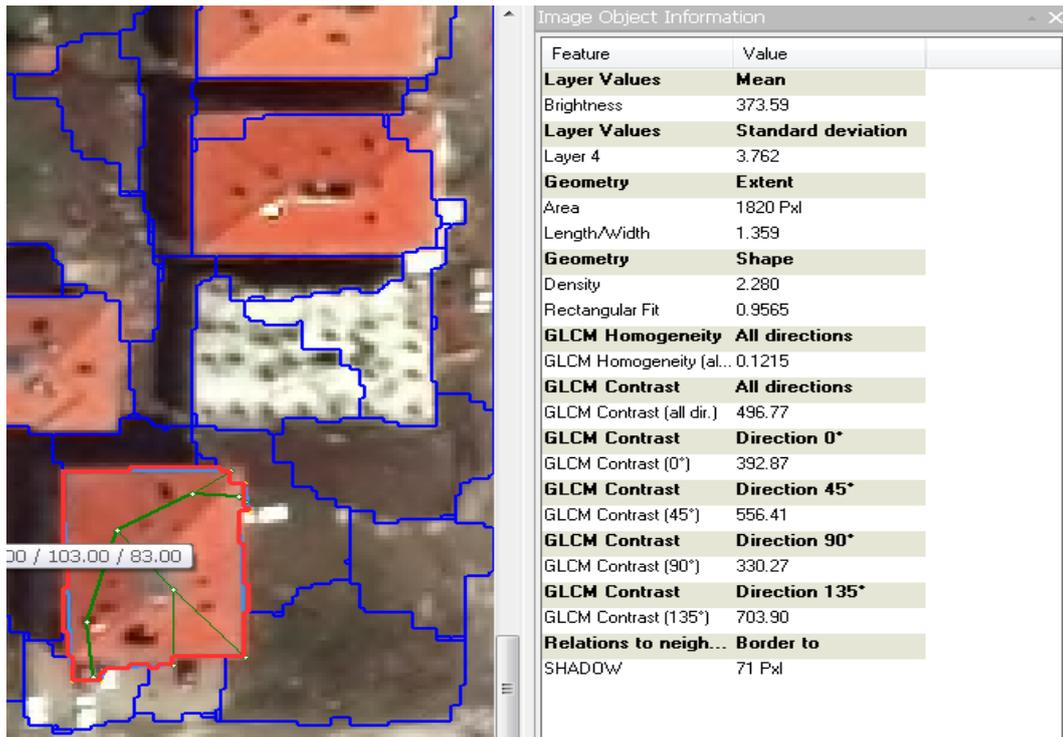 Image Object Information
Feature Value
Layer Values Mean
Brightness 373.59
Layer Values Standard deviation
Layer 4 3.762
Geometry Extent
Area 1820 Pxl
Length/Width 1.359
Geometry Shape
Density 2.280
Rectangular Fit 0.9565
GLCM Homogeneity All directions
GLCM Homogeneity (al... 0.1215
GLCM Contrast All directions
GLCM Contrast (all dir.) 496.77
GLCM Contrast Direction 0°
GLCM Contrast (0°) 392.87
GLCM Contrast Direction 45°
GLCM Contrast (45°) 556.41
GLCM Contrast Direction 90°
GLCM Contrast (90°) 330.27
GLCM Contrast Direction 135°
GLCM Contrast (135°) 703.90
Relations to neigh... Border to
SHADOW 71 Pxl
00 / 103.00 / 83.00